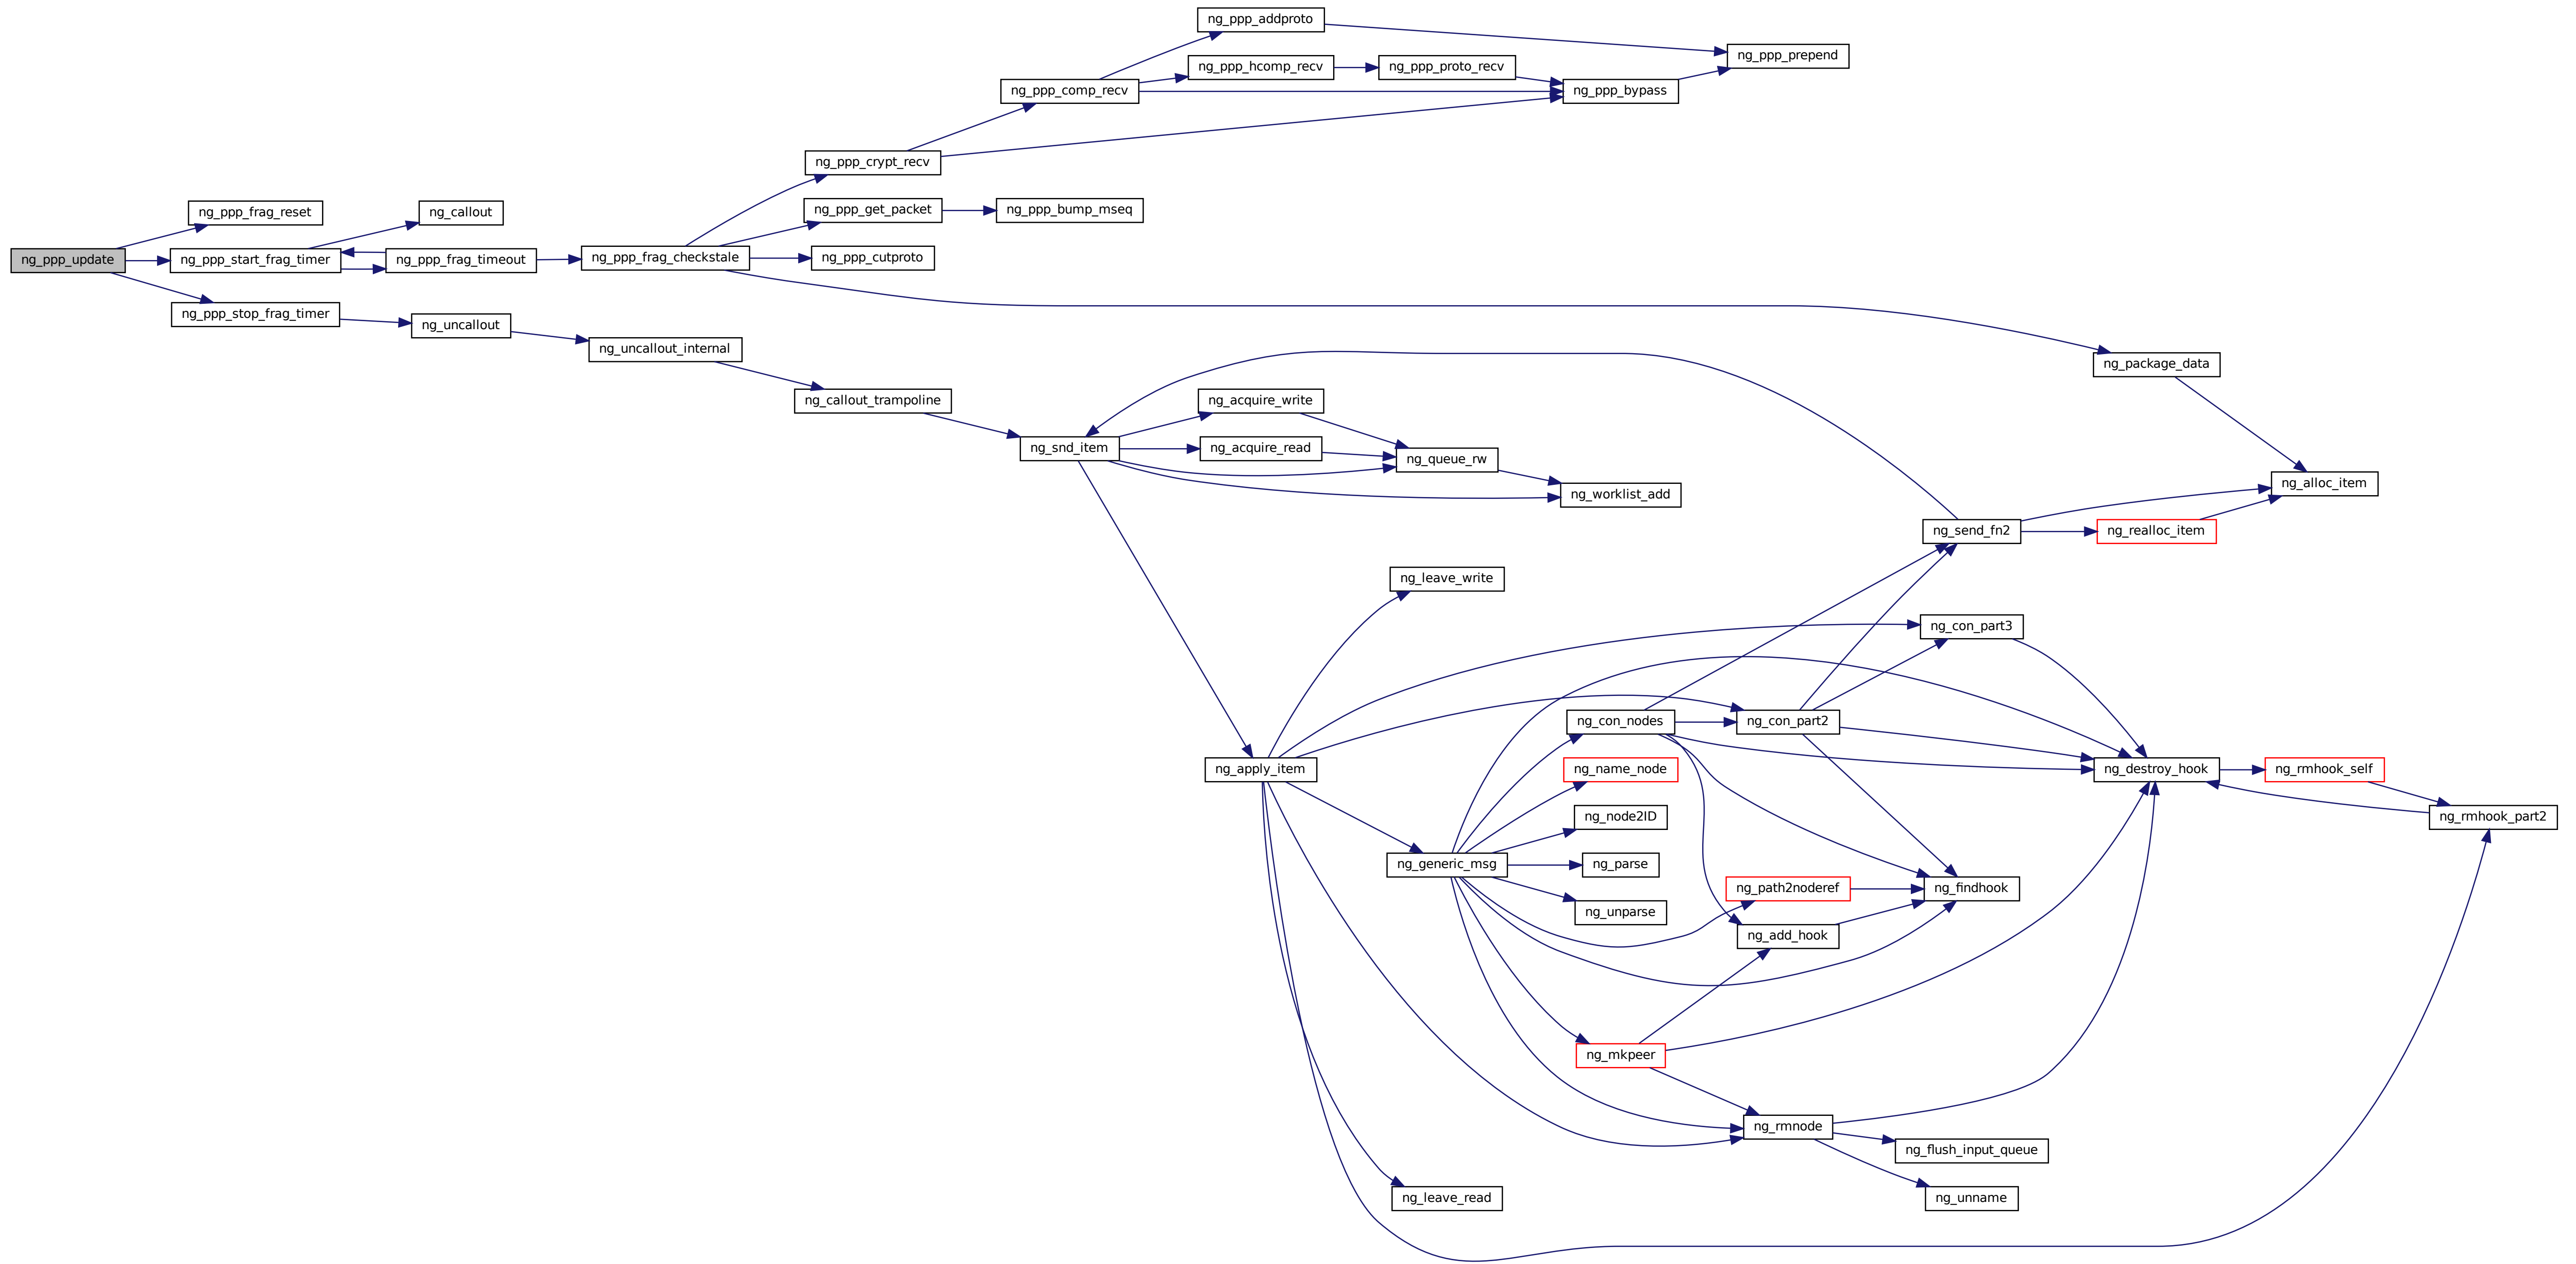 ng_ppp_update
ng_ppp_frag_reset
ng_ppp_start_frag_timer
ng_ppp_stop_frag_timer
ng_callout
ng_ppp_frag_timeout
ng_uncallout
ng_ppp_frag_checkstale
ng_uncallout_internal
ng_ppp_crypt_recv
ng_ppp_get_packet
ng_ppp_cutproto
ng_callout_trampoline
ng_ppp_comp_recv
ng_ppp_bump_mseq
ng_snd_item
ng_ppp_addproto
ng_ppp_hcomp_recv
ng_acquire_write
ng_acquire_read
ng_apply_item
ng_ppp_proto_recv
ng_queue_rw
ng_leave_write
ng_generic_msg
ng_leave_read
ng_ppp_bypass
ng_worklist_add
ng_con_nodes
ng_name_node
ng_node2ID
ng_parse
ng_unparse
ng_mkpeer
ng_ppp_prepend
ng_con_part2
ng_path2noderef
ng_add_hook
ng_rmnode
ng_send_fn2
ng_con_part3
ng_findhook
ng_flush_input_queue
ng_unname
ng_package_data
ng_realloc_item
ng_destroy_hook
ng_alloc_item
ng_rmhook_self
ng_rmhook_part2